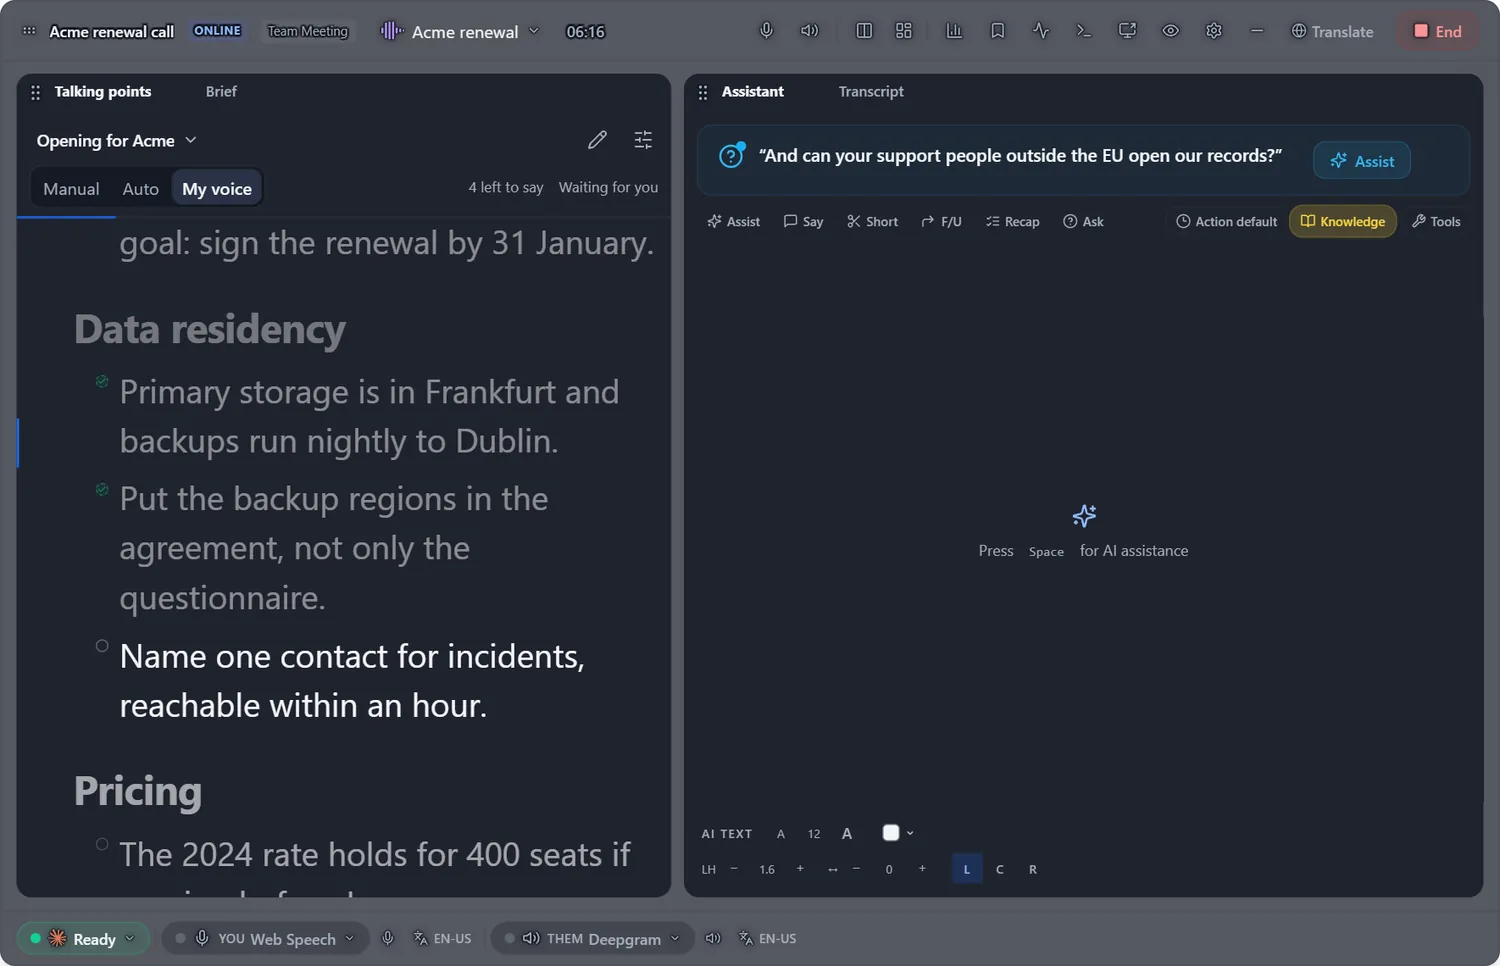 Acme renewal call ONLINE Team Meeting Acme renewal 06:16 Translate End
Talking points Brief
Opening for Acme
Manual Auto My voice 4 left to say Waiting for you
goal: sign the renewal by 31 January.
Data residency
Primary storage is in Frankfurt and
backups run nightly to Dublin.
Put the backup regions in the
agreement, not only the
questionnaire.
Name one contact for incidents,
reachable within an hour.
Pricing
The 2024 rate holds for 400 seats if
Assistant Transcript
“And can your support people outside the EU open our records?” Assist
Assist Say Short F/U Recap Ask Action default Knowledge Tools
Press Space for AI assistance
AI TEXT A 12 A
LH − 1.6 + ↔ − 0 + L C R
Ready YOU Web Speech EN-US THEM Deepgram EN-US